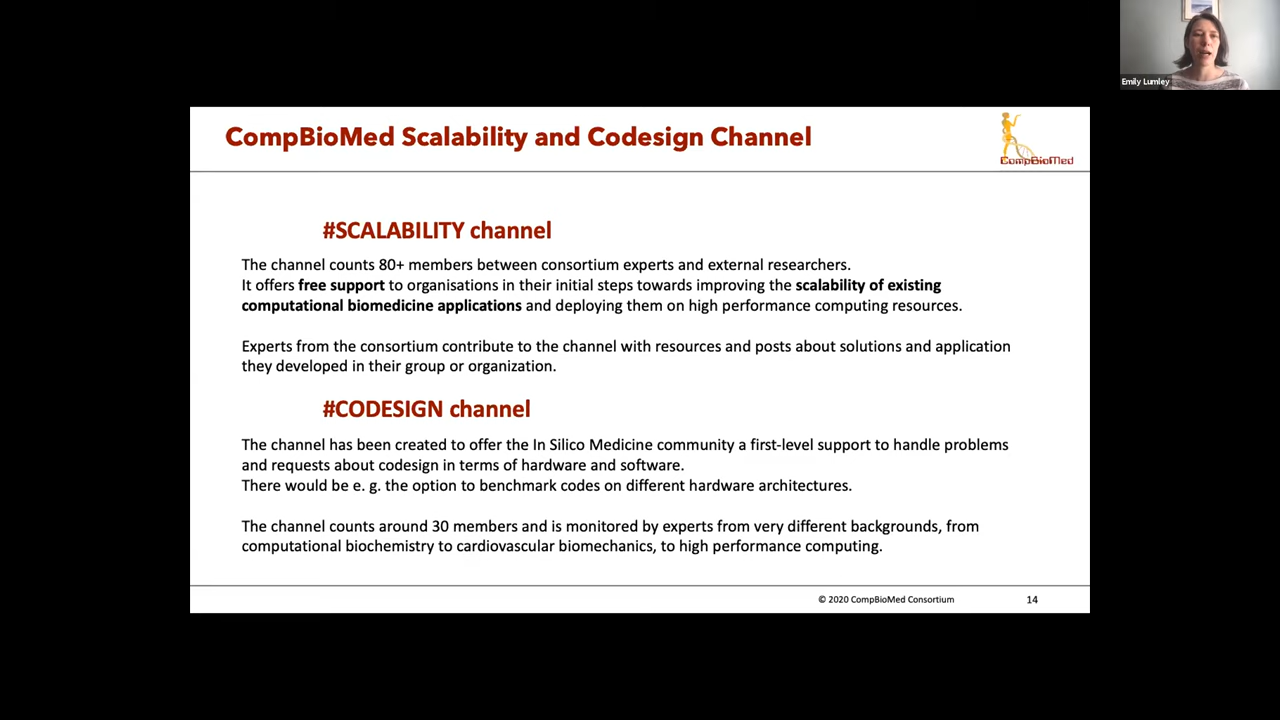 Emily Lumley
CompBioMed Scalability and Codesign Channel
CompBioMed
#SCALABILITY channel
The channel counts 80+ members between consortium experts and external researchers.
It offers free support to organisations in their initial steps towards improving the scalability of existing
computational biomedicine applications and deploying them on high performance computing resources.
Experts from the consortium contribute to the channel with resources and posts about solutions and application
they developed in their group or organization.
#CODESIGN channel
The channel has been created to offer the In Silico Medicine community a first-level support to handle problems
and requests about codesign in terms of hardware and software.
There would be e. g. the option to benchmark codes on different hardware architectures.
The channel counts around 30 members and is monitored by experts from very different backgrounds, from
computational biochemistry to cardiovascular biomechanics, to high performance computing.
© 2020 CompBioMed Consortium
14